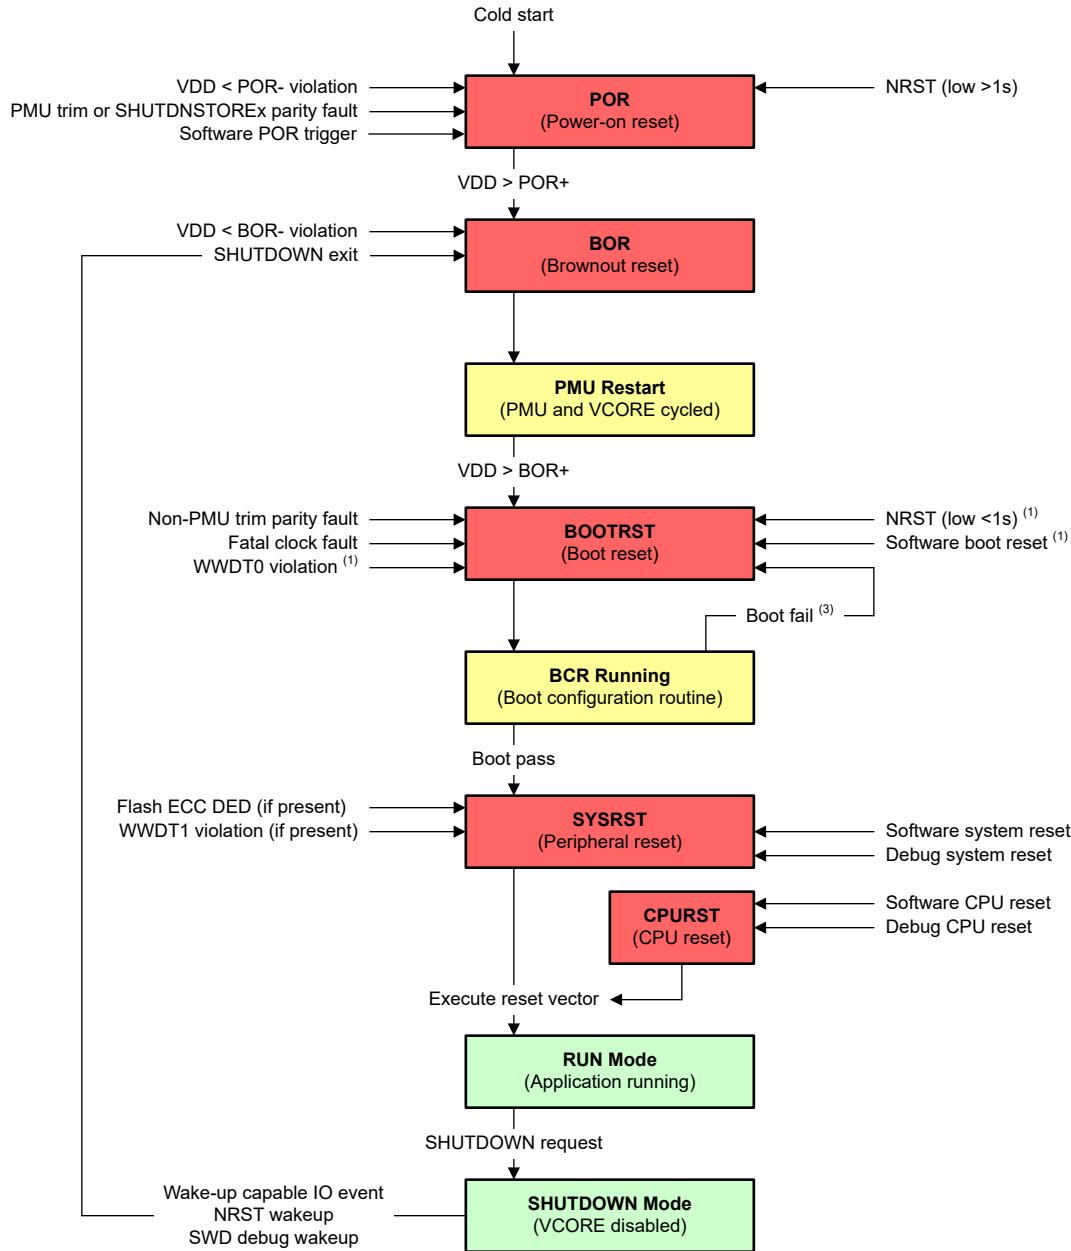 Cold start
VDD < POR- violation
PMU trim or SHUTDNSTOREx parity fault
Software POR trigger
POR
(Power-on reset)
NRST (low >1s)
VDD > POR+
VDD < BOR- violation
SHUTDOWN exit
BOR
(Brownout reset)
PMU Restart
(PMU and VCORE cycled)
VDD > BOR+
Non-PMU trim parity fault
Fatal clock fault
WWDT0 violation (1)
BOOTRST
(Boot reset)
NRST (low <1s) (1)
Software boot reset (1)
Boot fail (3)
BCR Running
(Boot configuration routine)
Boot pass
Flash ECC DED (if present)
WWDT1 violation (if present)
SYSRST
(Peripheral reset)
Software system reset
Debug system reset
CPURST
(CPU reset)
Software CPU reset
Debug CPU reset
Execute reset vector
RUN Mode
(Application running)
SHUTDOWN request
Wake-up capable IO event
NRST wakeup
SWD debug wakeup
SHUTDOWN Mode
(VCORE disabled)